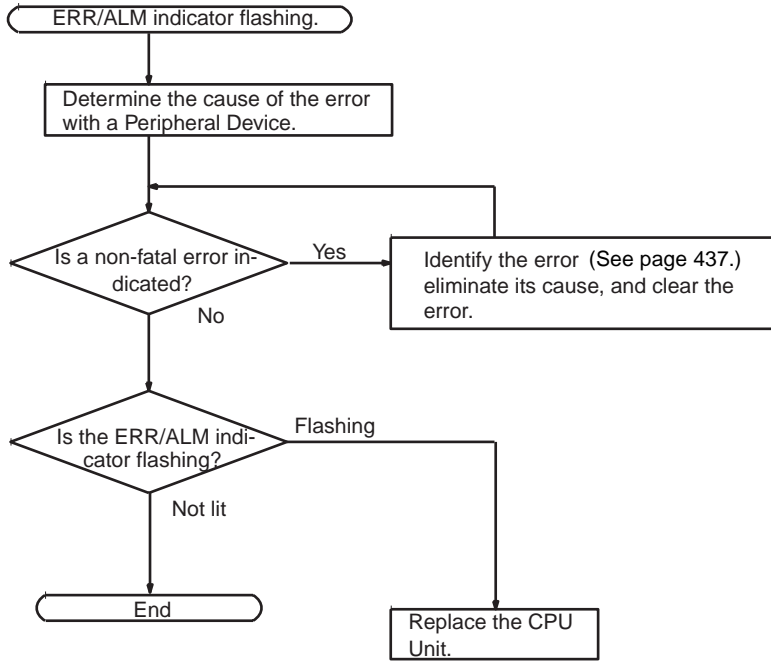 ERR/ALM indicator flashing.
Determine the cause of the error
with a Peripheral Device.
Is a non-fatal error in-
dicated?
Yes
Identify the error (See page 437.)
eliminate its cause, and clear the
error.
No
Is the ERR/ALM indi-
cator flashing?
Flashing
Not lit
End
Replace the CPU
Unit.